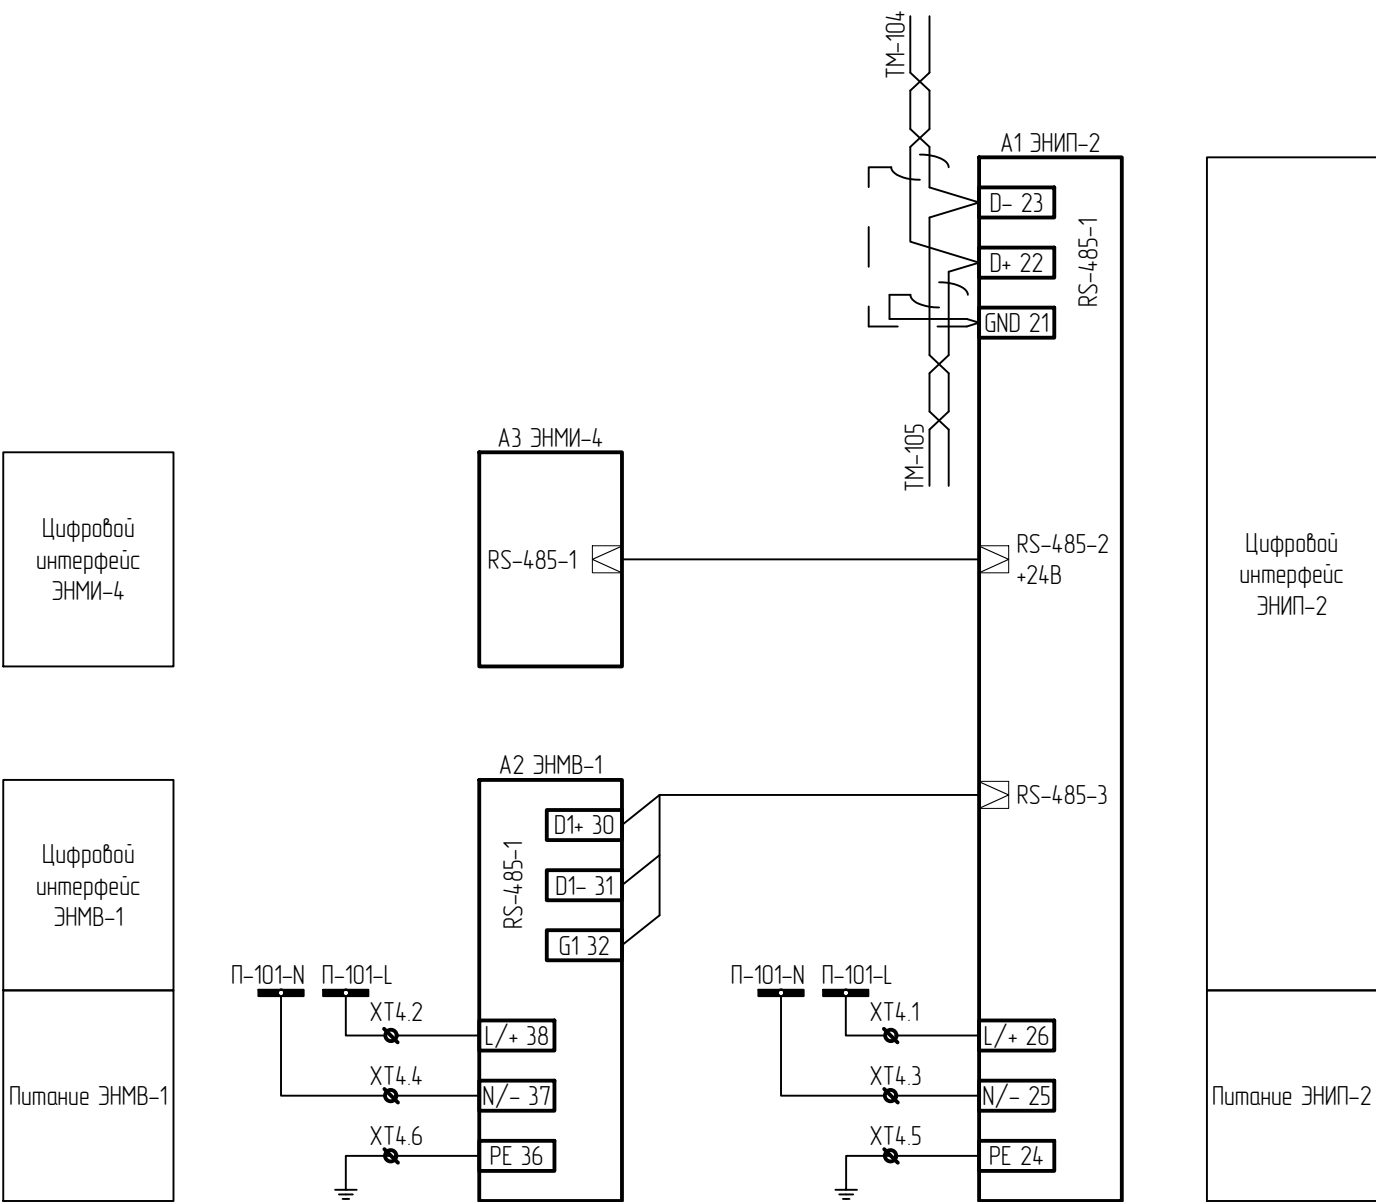 ТМ-104
А1 ЭНИП-2
D- 23
D+ 22
GND 21
RS-485-1
ТМ-105
А3 ЭНМИ-4
RS-485-1
RS-485-2
+24В
Цифровой
интерфейс
ЭНМИ-4
Цифровой
интерфейс
ЭНИП-2
А2 ЭНМВ-1
D1+ 30
D1- 31
G1 32
RS-485-1
RS-485-3
Цифровой
интерфейс
ЭНМВ-1
П-101-N П-101-L
XT4.2
L/+ 38
XT4.4
N/- 37
XT4.6
PE 36
Питание ЭНМВ-1
П-101-N П-101-L
XT4.1
L/+ 26
XT4.3
N/- 25
XT4.5
PE 24
Питание ЭНИП-2